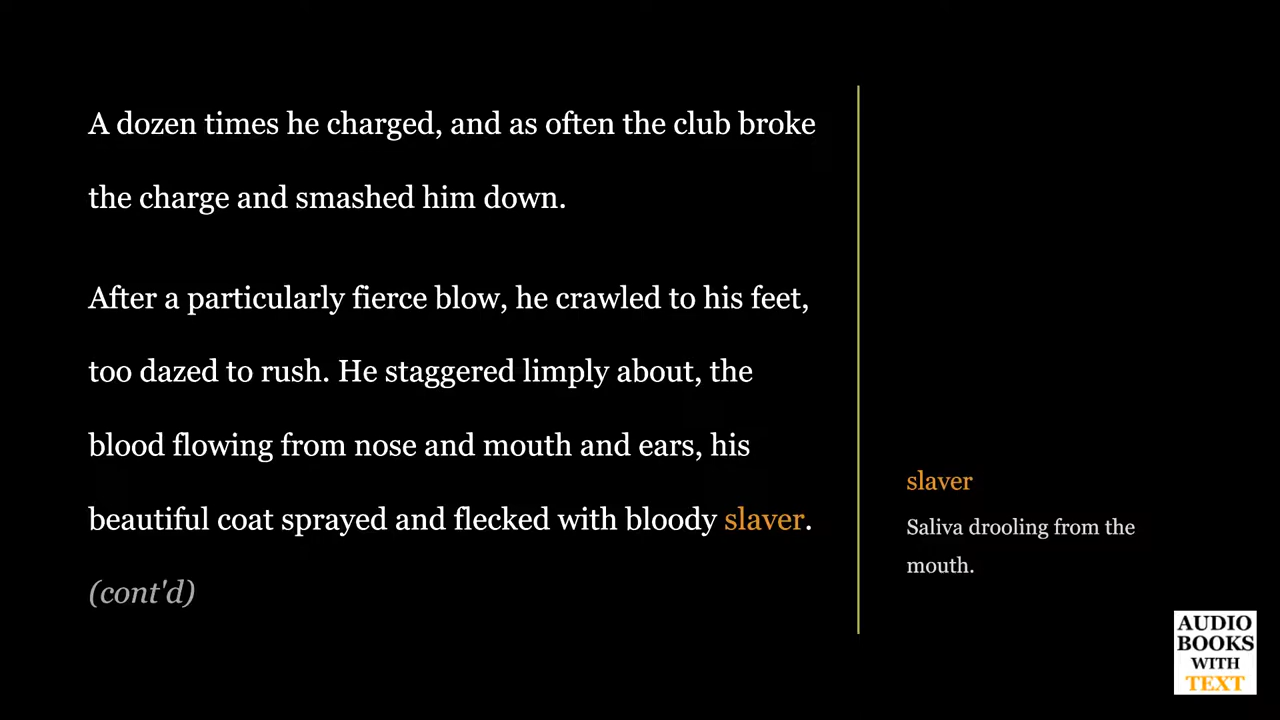 A dozen times he charged, and as often the club broke
the charge and smashed him down.
After a particularly fierce blow, he crawled to his feet,
too dazed to rush. He staggered limply about, the
blood flowing from nose and mouth and ears, his
beautiful coat sprayed and flecked with bloody slaver.
(cont'd)
slaver
Saliva drooling from the
mouth.
AUDIO
BOOKS
WITH
TEXT